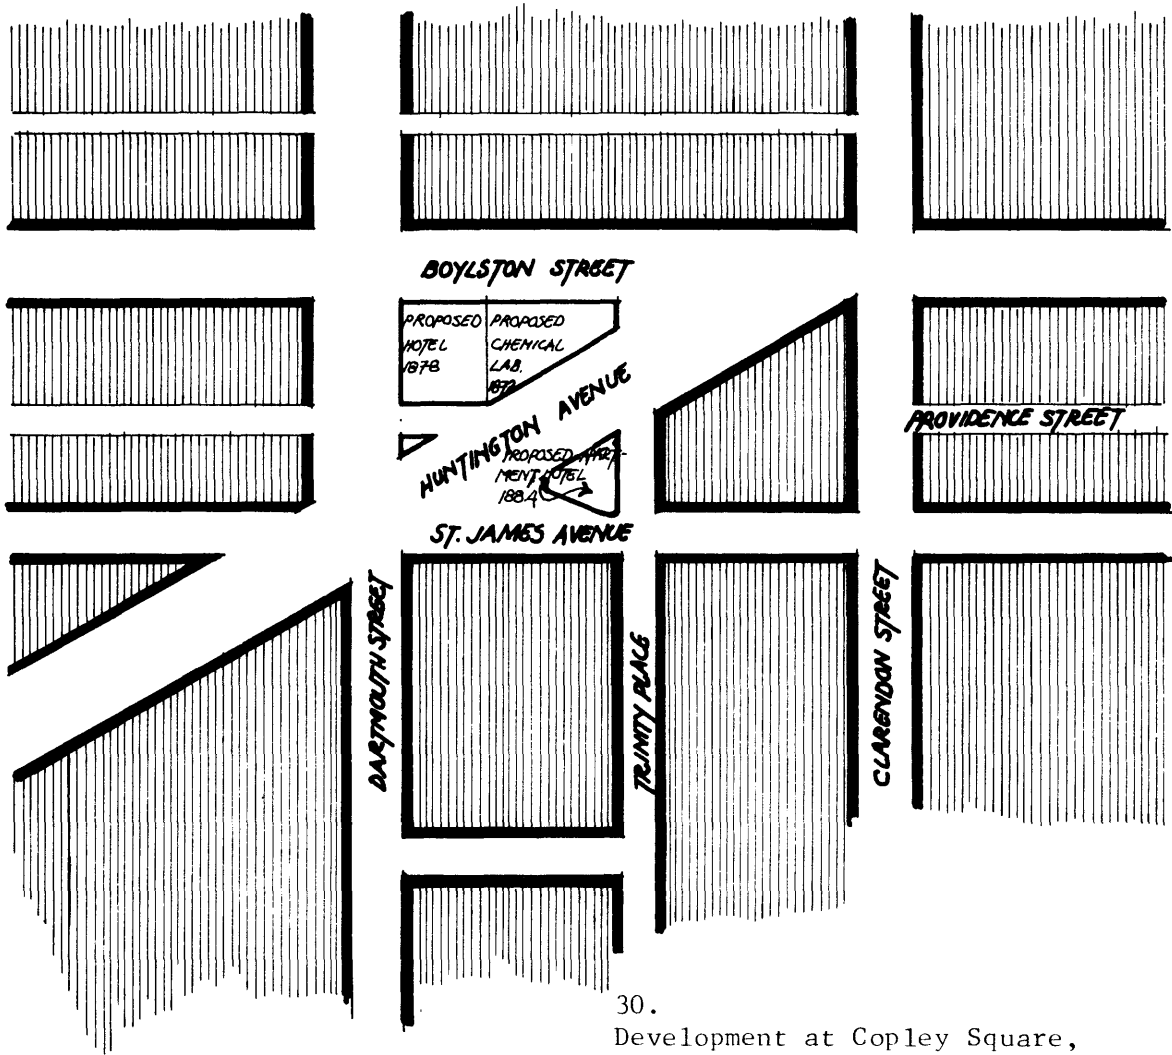 BOYLSTON STREET
PROPOSED
HOTEL
1878
PROPOSED
CHEMICAL
LAB.
HUNTINGTON AVENUE
PROPOSED APART-
MENT HOTEL
1884
PROVIDENCE STREET
ST. JAMES AVENUE
DARTMOUTH STREET
TRINITY PLACE
CLARENDON STREET
30.
Development at Copley Square,